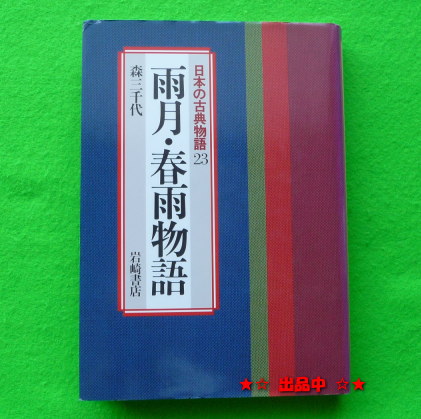 日本の古典物語23
雨月・春雨物語
森三千代
岩崎書店
★☆ 出品中 ☆★